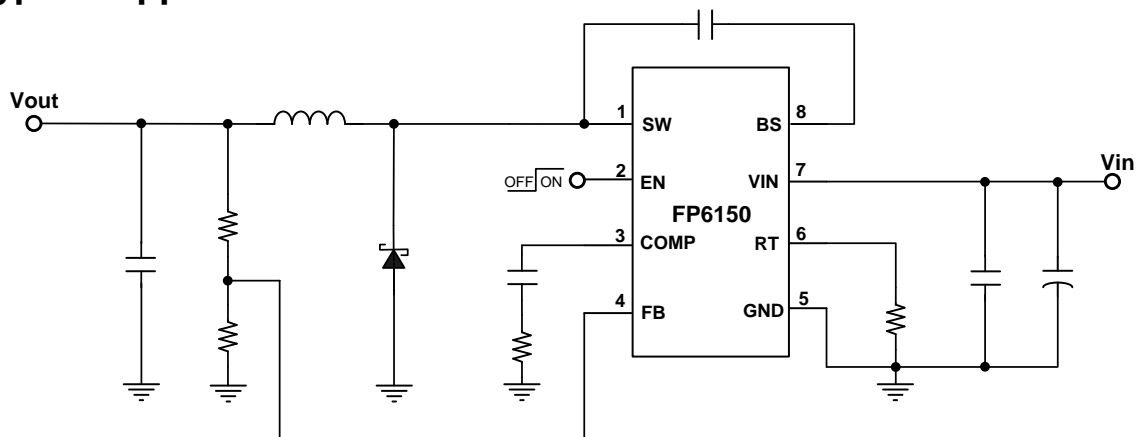 Vout
Vin
OFF ON
FP6150
1 SW
2 EN
3 COMP
4 FB
BS 8
VIN 7
RT 6
GND 5